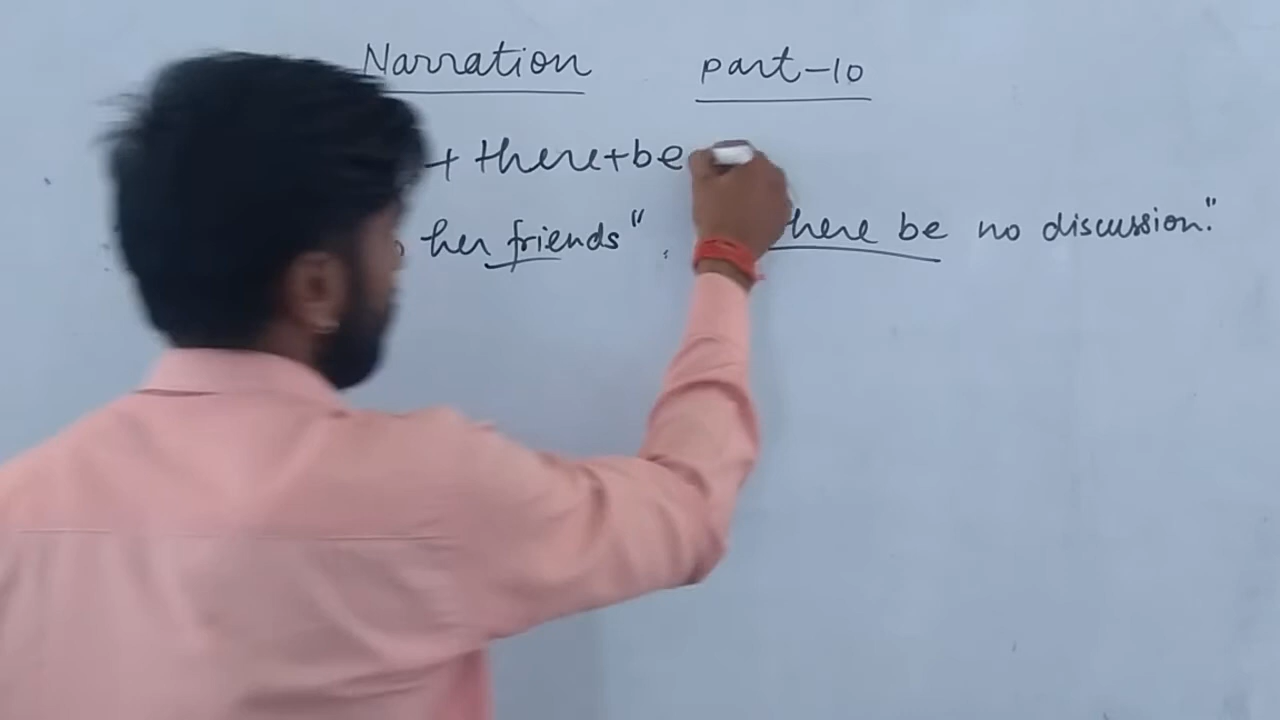 Narration part-10
+ there+be
her friends" . here be no discussion."